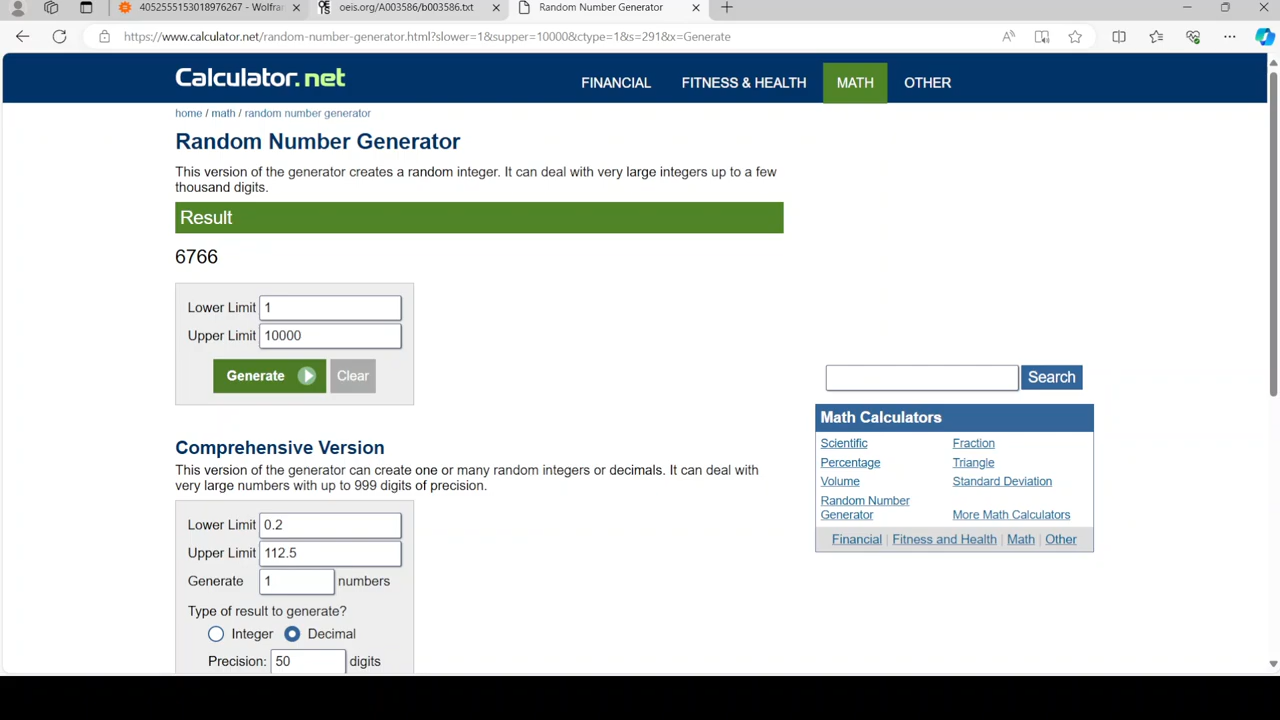 4052555153018976267 - Wolfra
oeis.org/A003586/b003586.txt
Random Number Generator
https://www.calculator.net/random-number-generator.html?slower=1&supper=10000&ctype=1&s=291&x=Generate
Calculator.net
FINANCIAL FITNESS & HEALTH MATH OTHER
home / math / random number generator
Random Number Generator
This version of the generator creates a random integer. It can deal with very large integers up to a few
thousand digits.
Result
6766
Lower Limit 1
Upper Limit 10000
Generate Clear
Comprehensive Version
This version of the generator can create one or many random integers or decimals. It can deal with
very large numbers with up to 999 digits of precision.
Lower Limit 0.2
Upper Limit 112.5
Generate 1 numbers
Type of result to generate?
Integer Decimal
Precision: 50 digits
Search
Math Calculators
Scientific Fraction
Percentage Triangle
Volume Standard Deviation
Random Number
Generator More Math Calculators
Financial | Fitness and Health | Math | Other